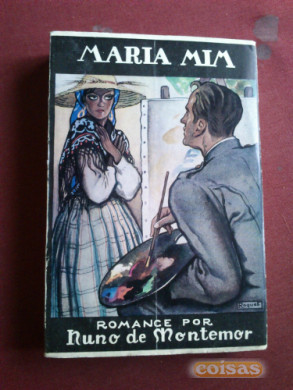 MARIA MIM
ROMANCE POR
Nuno de Montemor
coisas